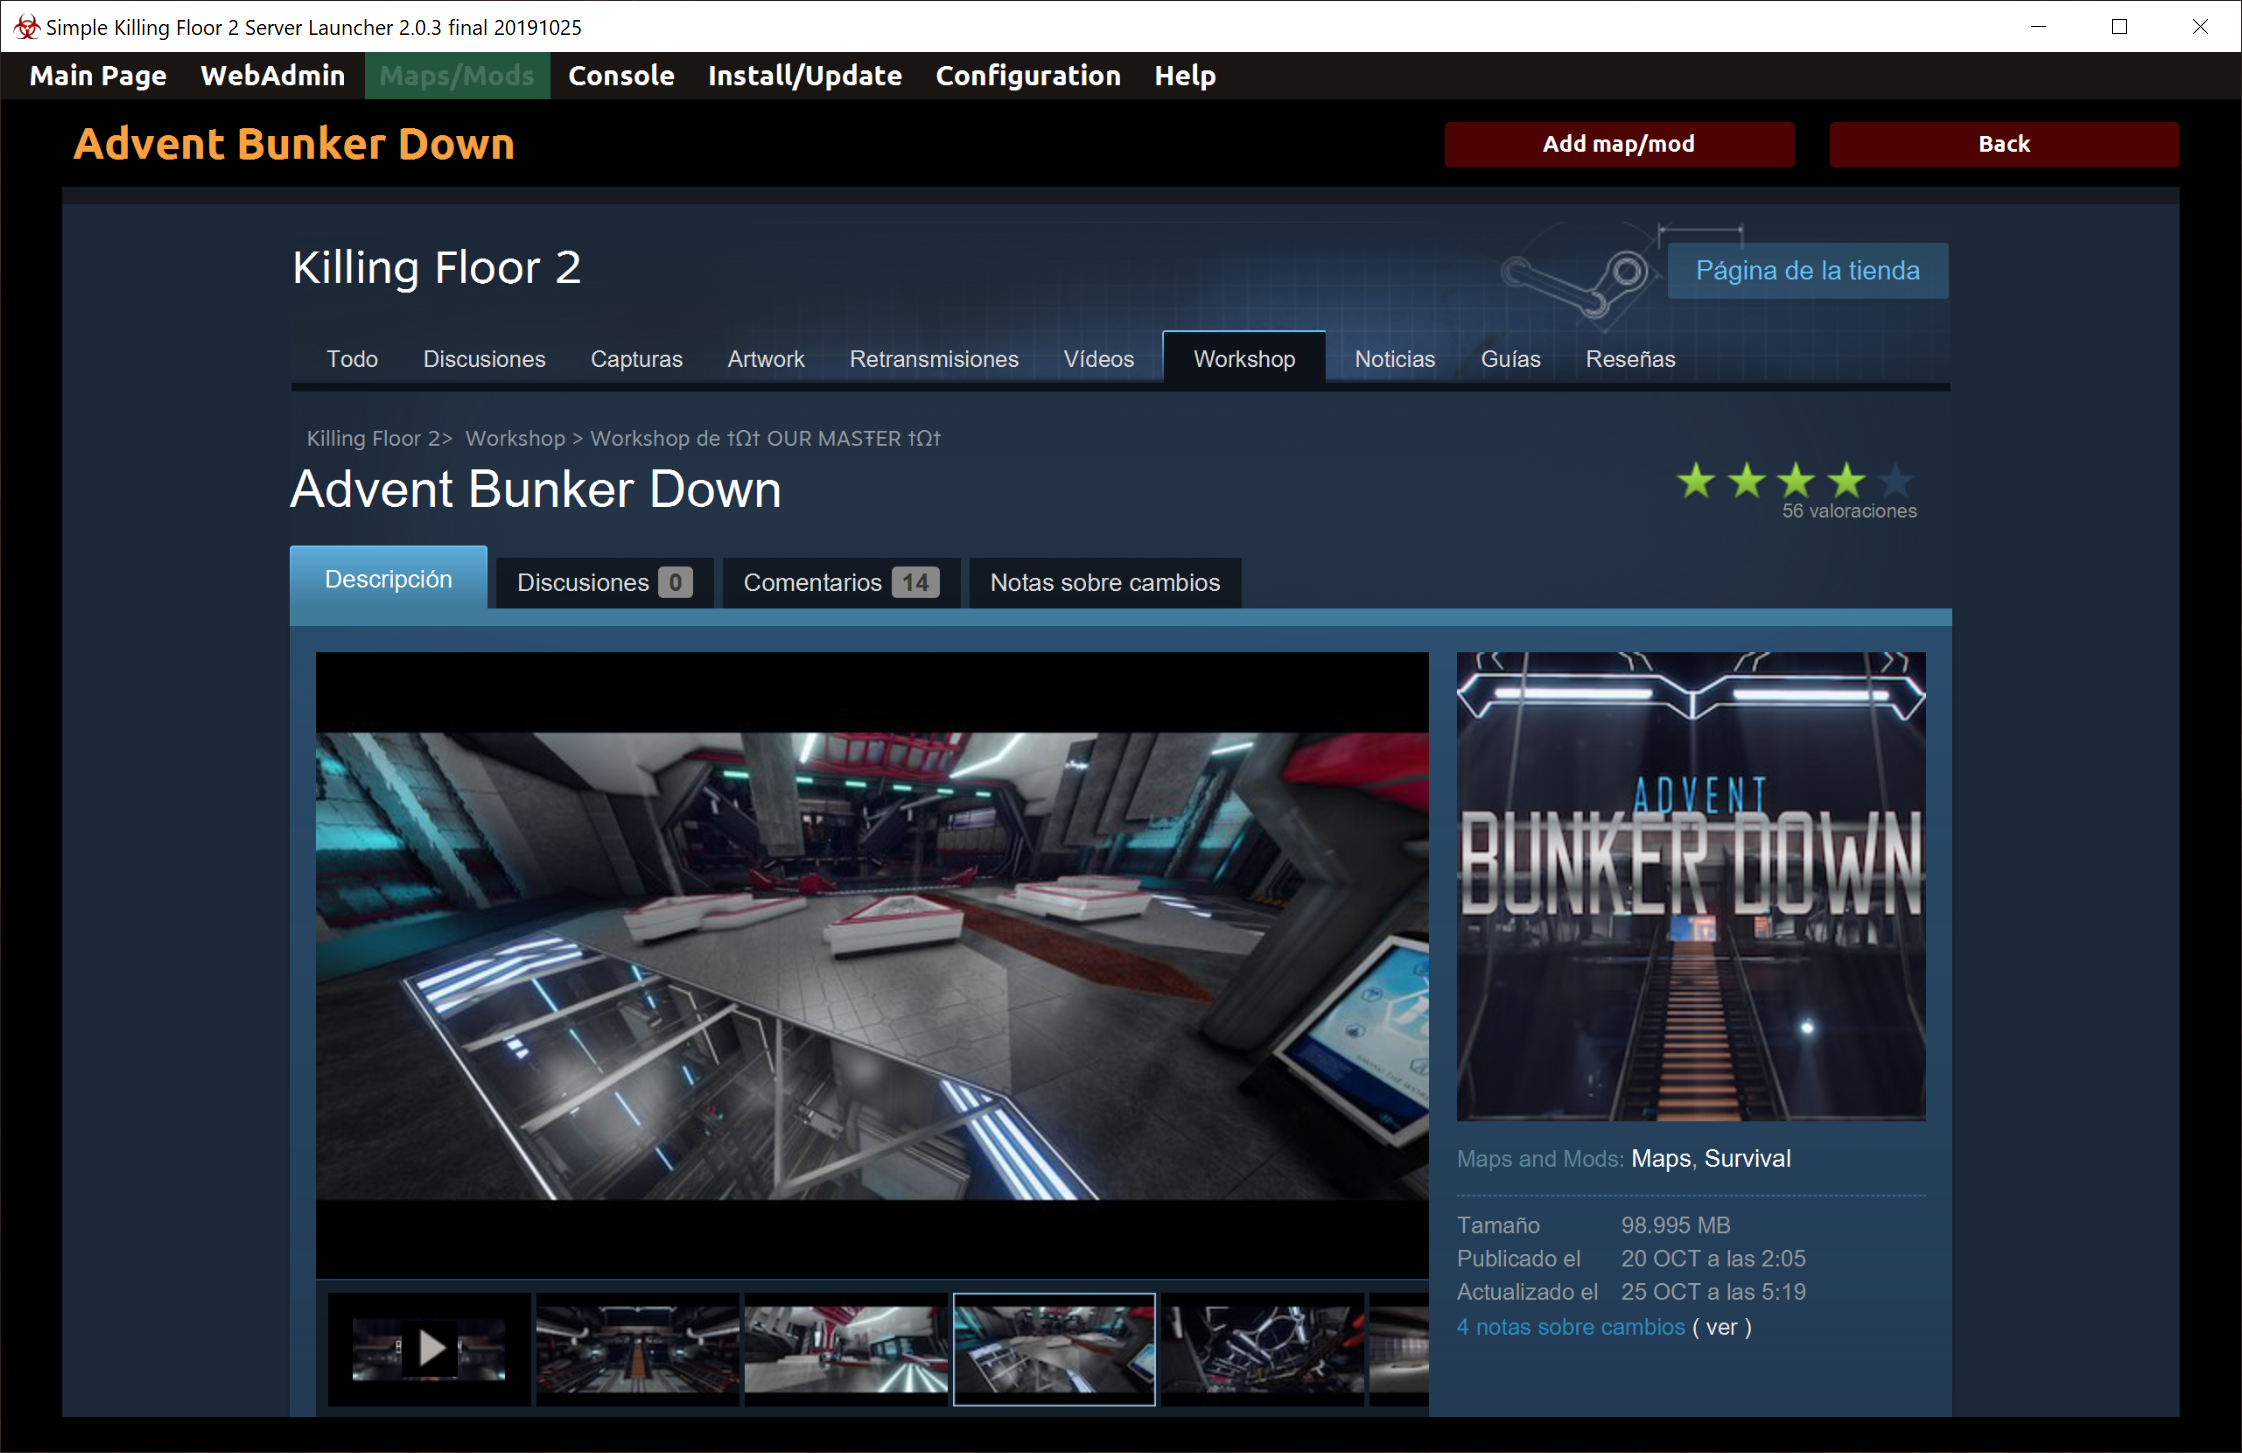 Simple Killing Floor 2 Server Launcher 2.0.3 final 20191025
Main Page WebAdmin Maps/Mods Console Install/Update Configuration Help
Advent Bunker Down Add map/mod Back
Killing Floor 2 Página de la tienda
Todo Discusiones Capturas Artwork Retransmisiones Vídeos Workshop Noticias Guías Reseñas
Killing Floor 2> Workshop > Workshop de †Ω† OUR MASŦER †Ω†
Advent Bunker Down
56 valoraciones
Descripción Discusiones 0 Comentarios 14 Notas sobre cambios
ADVENT
BUNKER DOWN
Maps and Mods: Maps, Survival
Tamaño 98.995 MB
Publicado el 20 OCT a las 2:05
Actualizado el 25 OCT a las 5:19
4 notas sobre cambios ( ver )